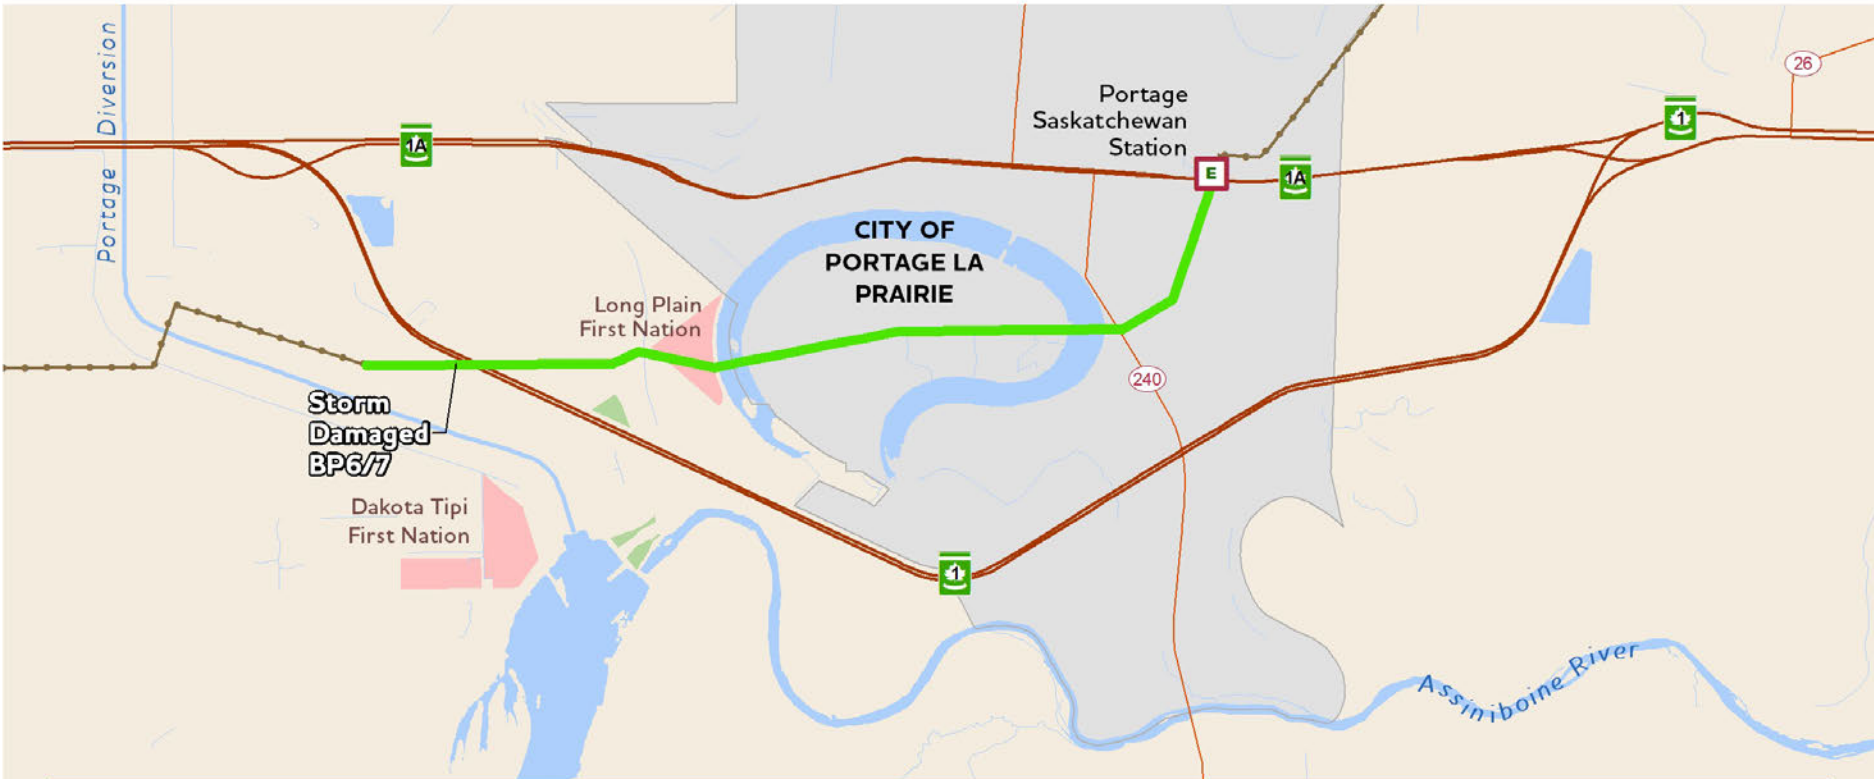 Portage Diversion
1A
Portage
Saskatchewan
Station
E
1A
1
26
CITY OF
PORTAGE LA
PRAIRIE
Long Plain
First Nation
240
Storm
Damaged
BP6/7
Dakota Tipi
First Nation
1
Assiniboine River